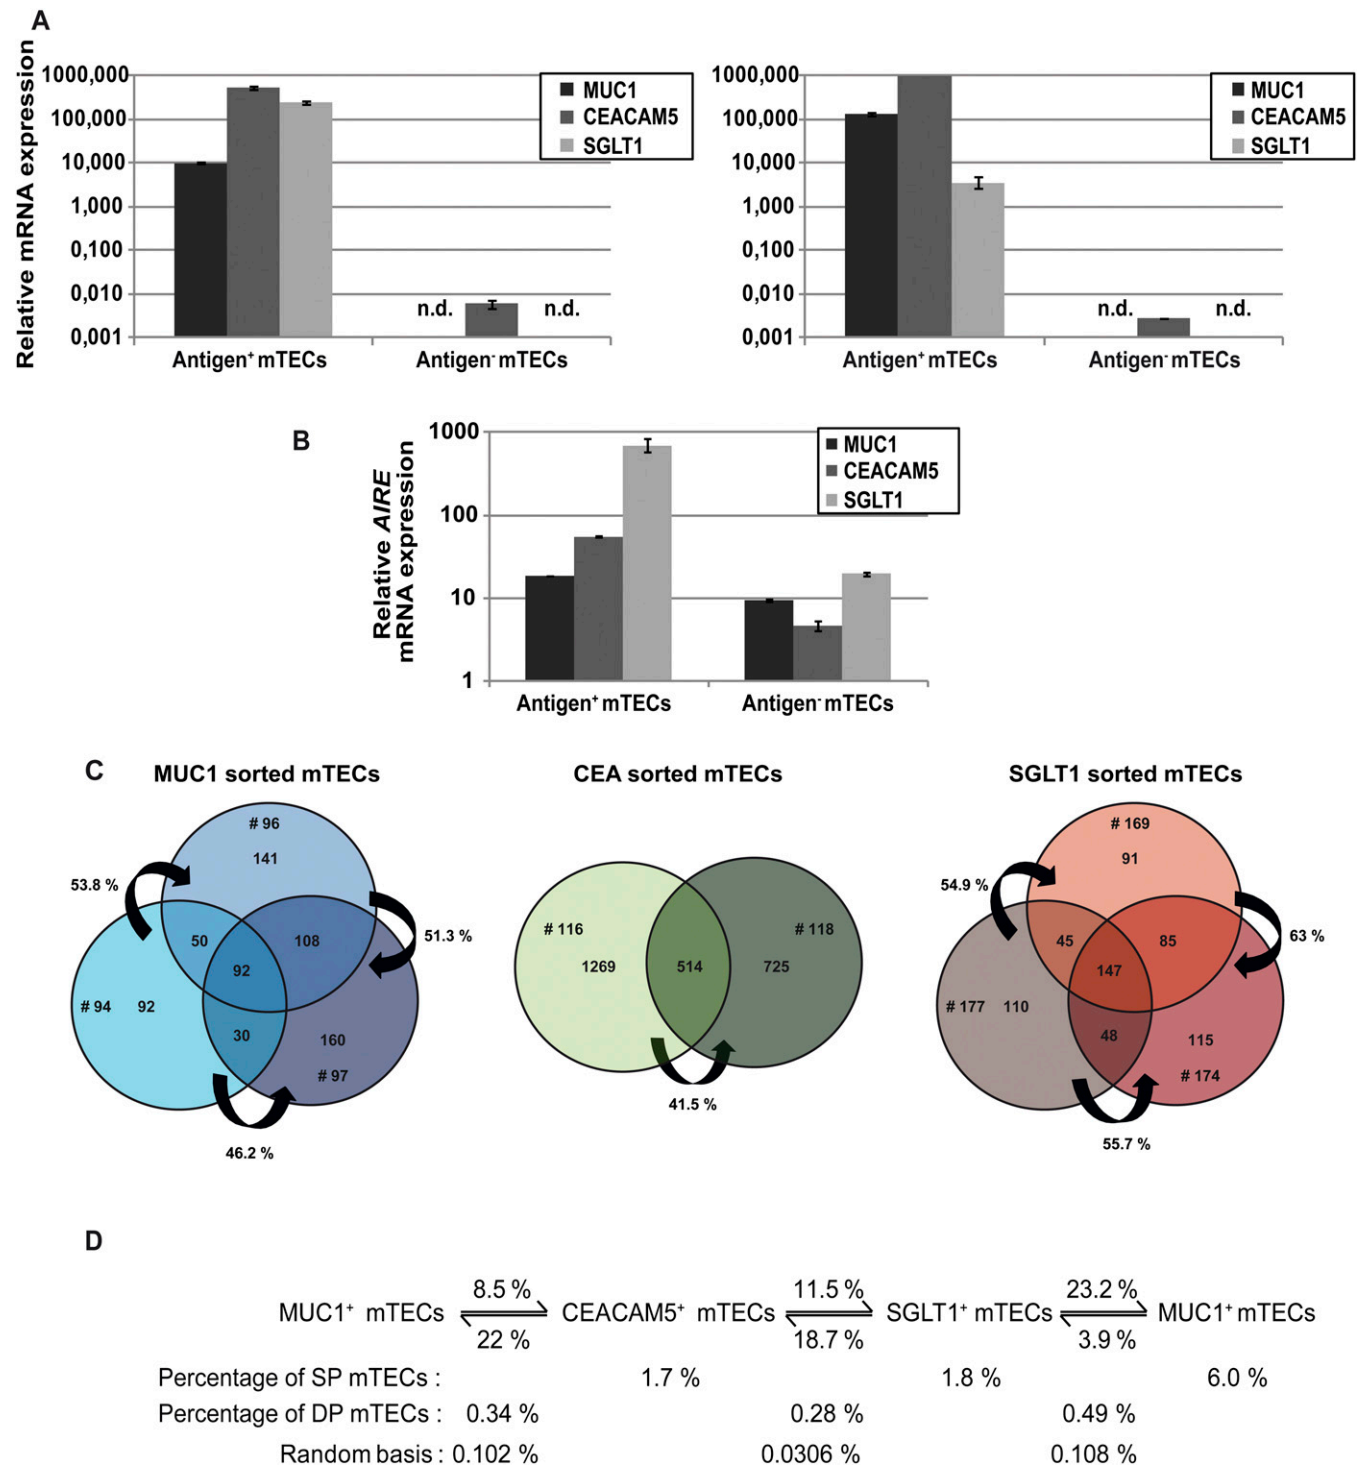 A
Relative mRNA expression
1000,000
100,000
10,000
1,000
0,100
0,010
0,001
MUC1
CEACAM5
SGLT1
n.d.
n.d.
Antigen⁺ mTECs
Antigen⁻ mTECs
1000,000
100,000
10,000
1,000
0,100
0,010
0,001
MUC1
CEACAM5
SGLT1
n.d.
n.d.
Antigen⁺ mTECs
Antigen⁻ mTECs
B
Relative AIRE
mRNA expression
1000
100
10
1
MUC1
CEACAM5
SGLT1
Antigen⁺ mTECs
Antigen⁻ mTECs
C
MUC1 sorted mTECs
# 96
141
53.8 %
51.3 %
50
108
92
# 94
92
30
160
# 97
46.2 %
CEA sorted mTECs
# 116
1269
514
# 118
725
41.5 %
SGLT1 sorted mTECs
# 169
91
54.9 %
63 %
45
85
147
# 177
110
48
115
# 174
55.7 %
D
8.5 %
11.5 %
23.2 %
MUC1⁺ mTECs
CEACAM5⁺ mTECs
SGLT1⁺ mTECs
MUC1⁺ mTECs
22 %
18.7 %
3.9 %
Percentage of SP mTECs : 1.7 % 1.8 % 6.0 %
Percentage of DP mTECs : 0.34 % 0.28 % 0.49 %
Random basis : 0.102 % 0.0306 % 0.108 %